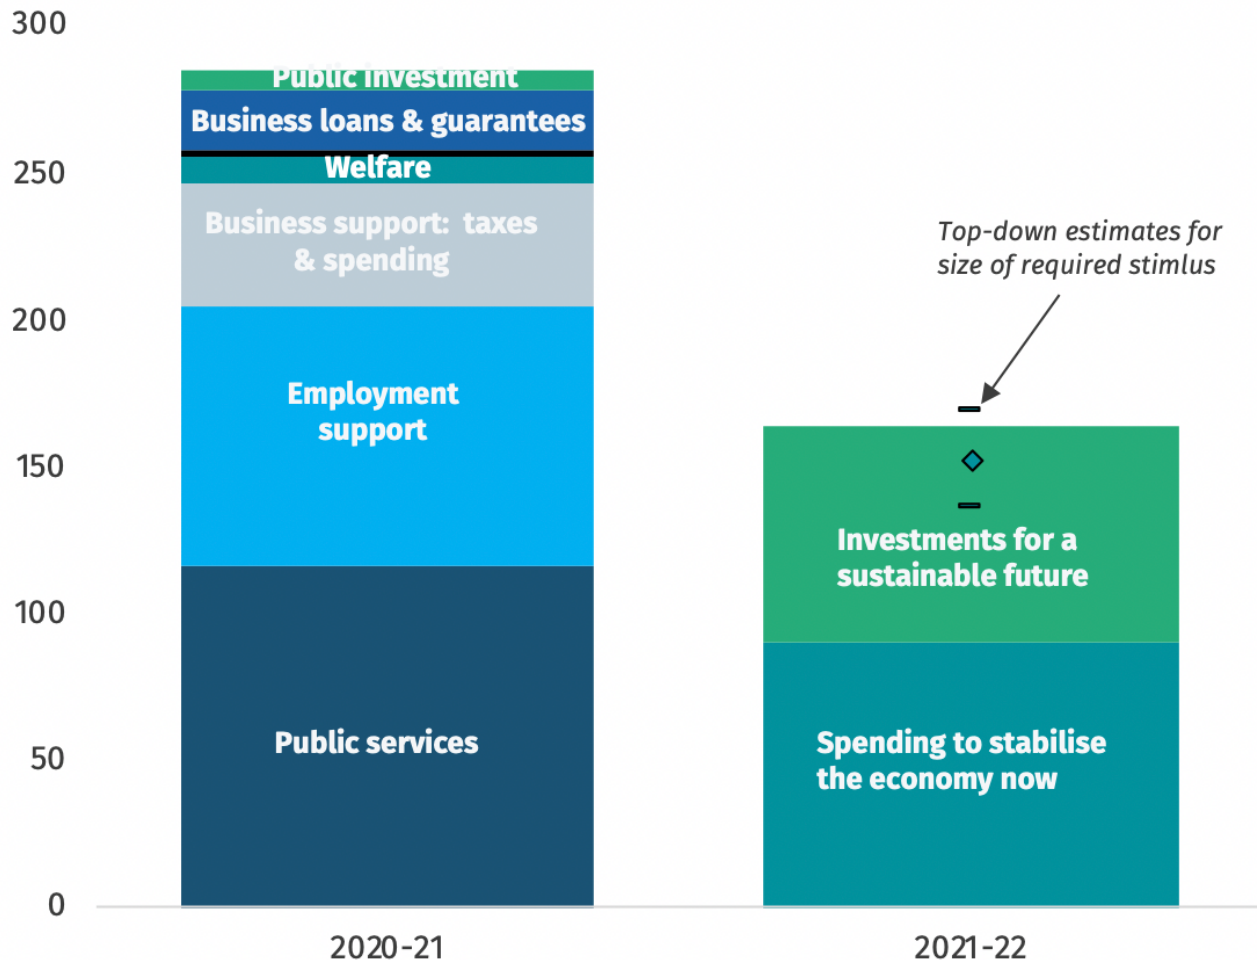 300
Public investment
Business loans & guarantees
250
Welfare
Business support: taxes
& spending
Top-down estimates for
size of required stimlus
200
Employment
support
150
Investments for a
sustainable future
100
Public services
Spending to stabilise
the economy now
50
0
2020-21
2021-22